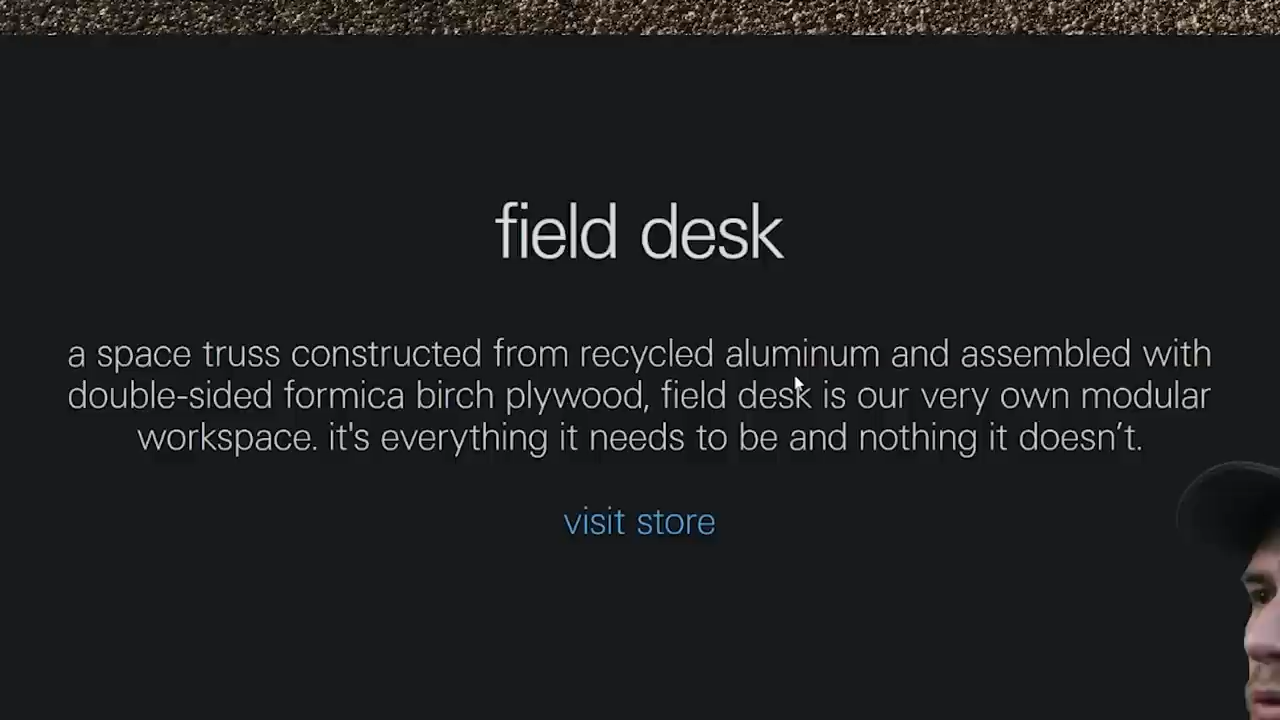 field desk
a space truss constructed from recycled aluminum and assembled with
double-sided formica birch plywood, field desk is our very own modular
workspace. it's everything it needs to be and nothing it doesn’t.
visit store